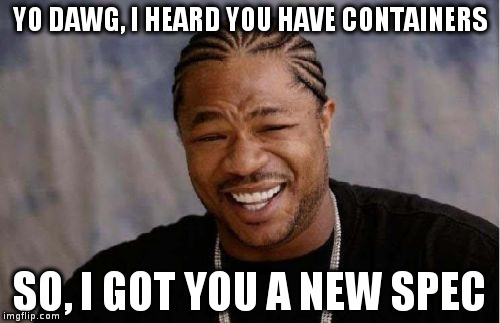 YO DAWG, I HEARD YOU HAVE CONTAINERS
SO, I GOT YOU A NEW SPEC
imgflip.com